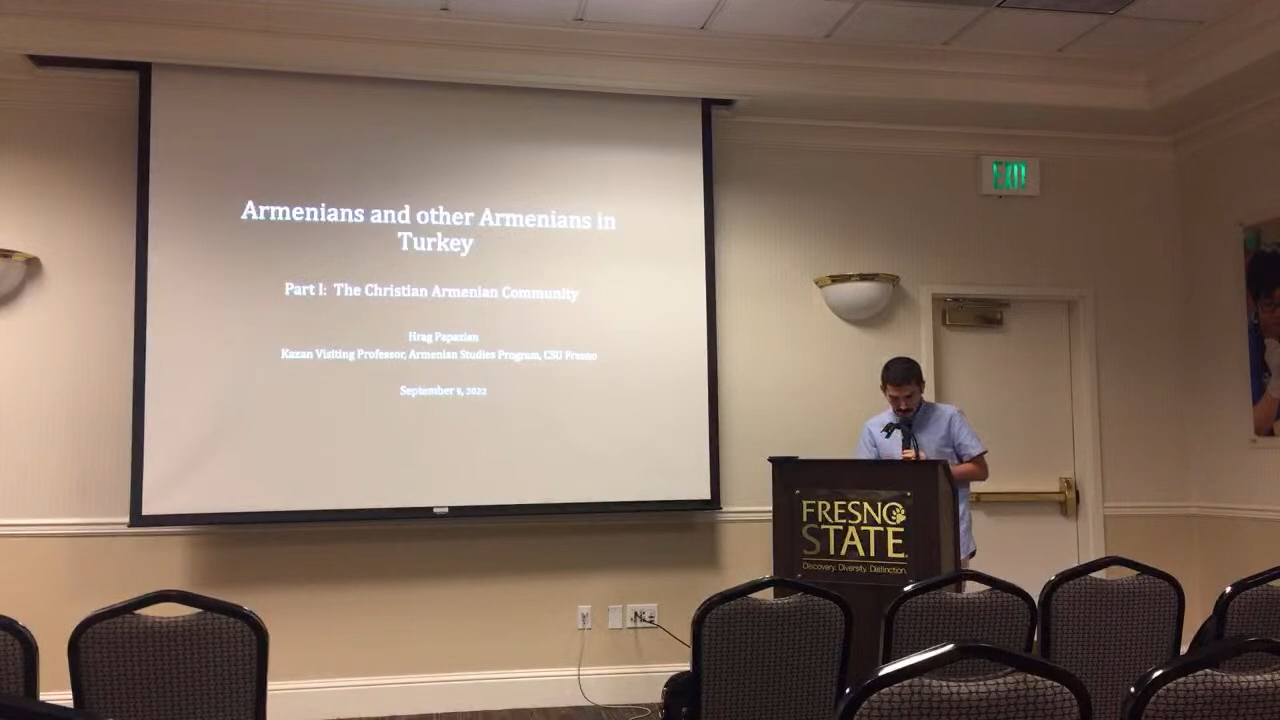 Armenians and other Armenians in
Turkey
Part I: The Christian Armenian Community
Hrag Papazian
Kazan Visiting Professor, Armenian Studies Program, CSU Fresno
September 9, 2022
EXIT
FRESNO
STATE
Discovery. Diversity. Distinction.